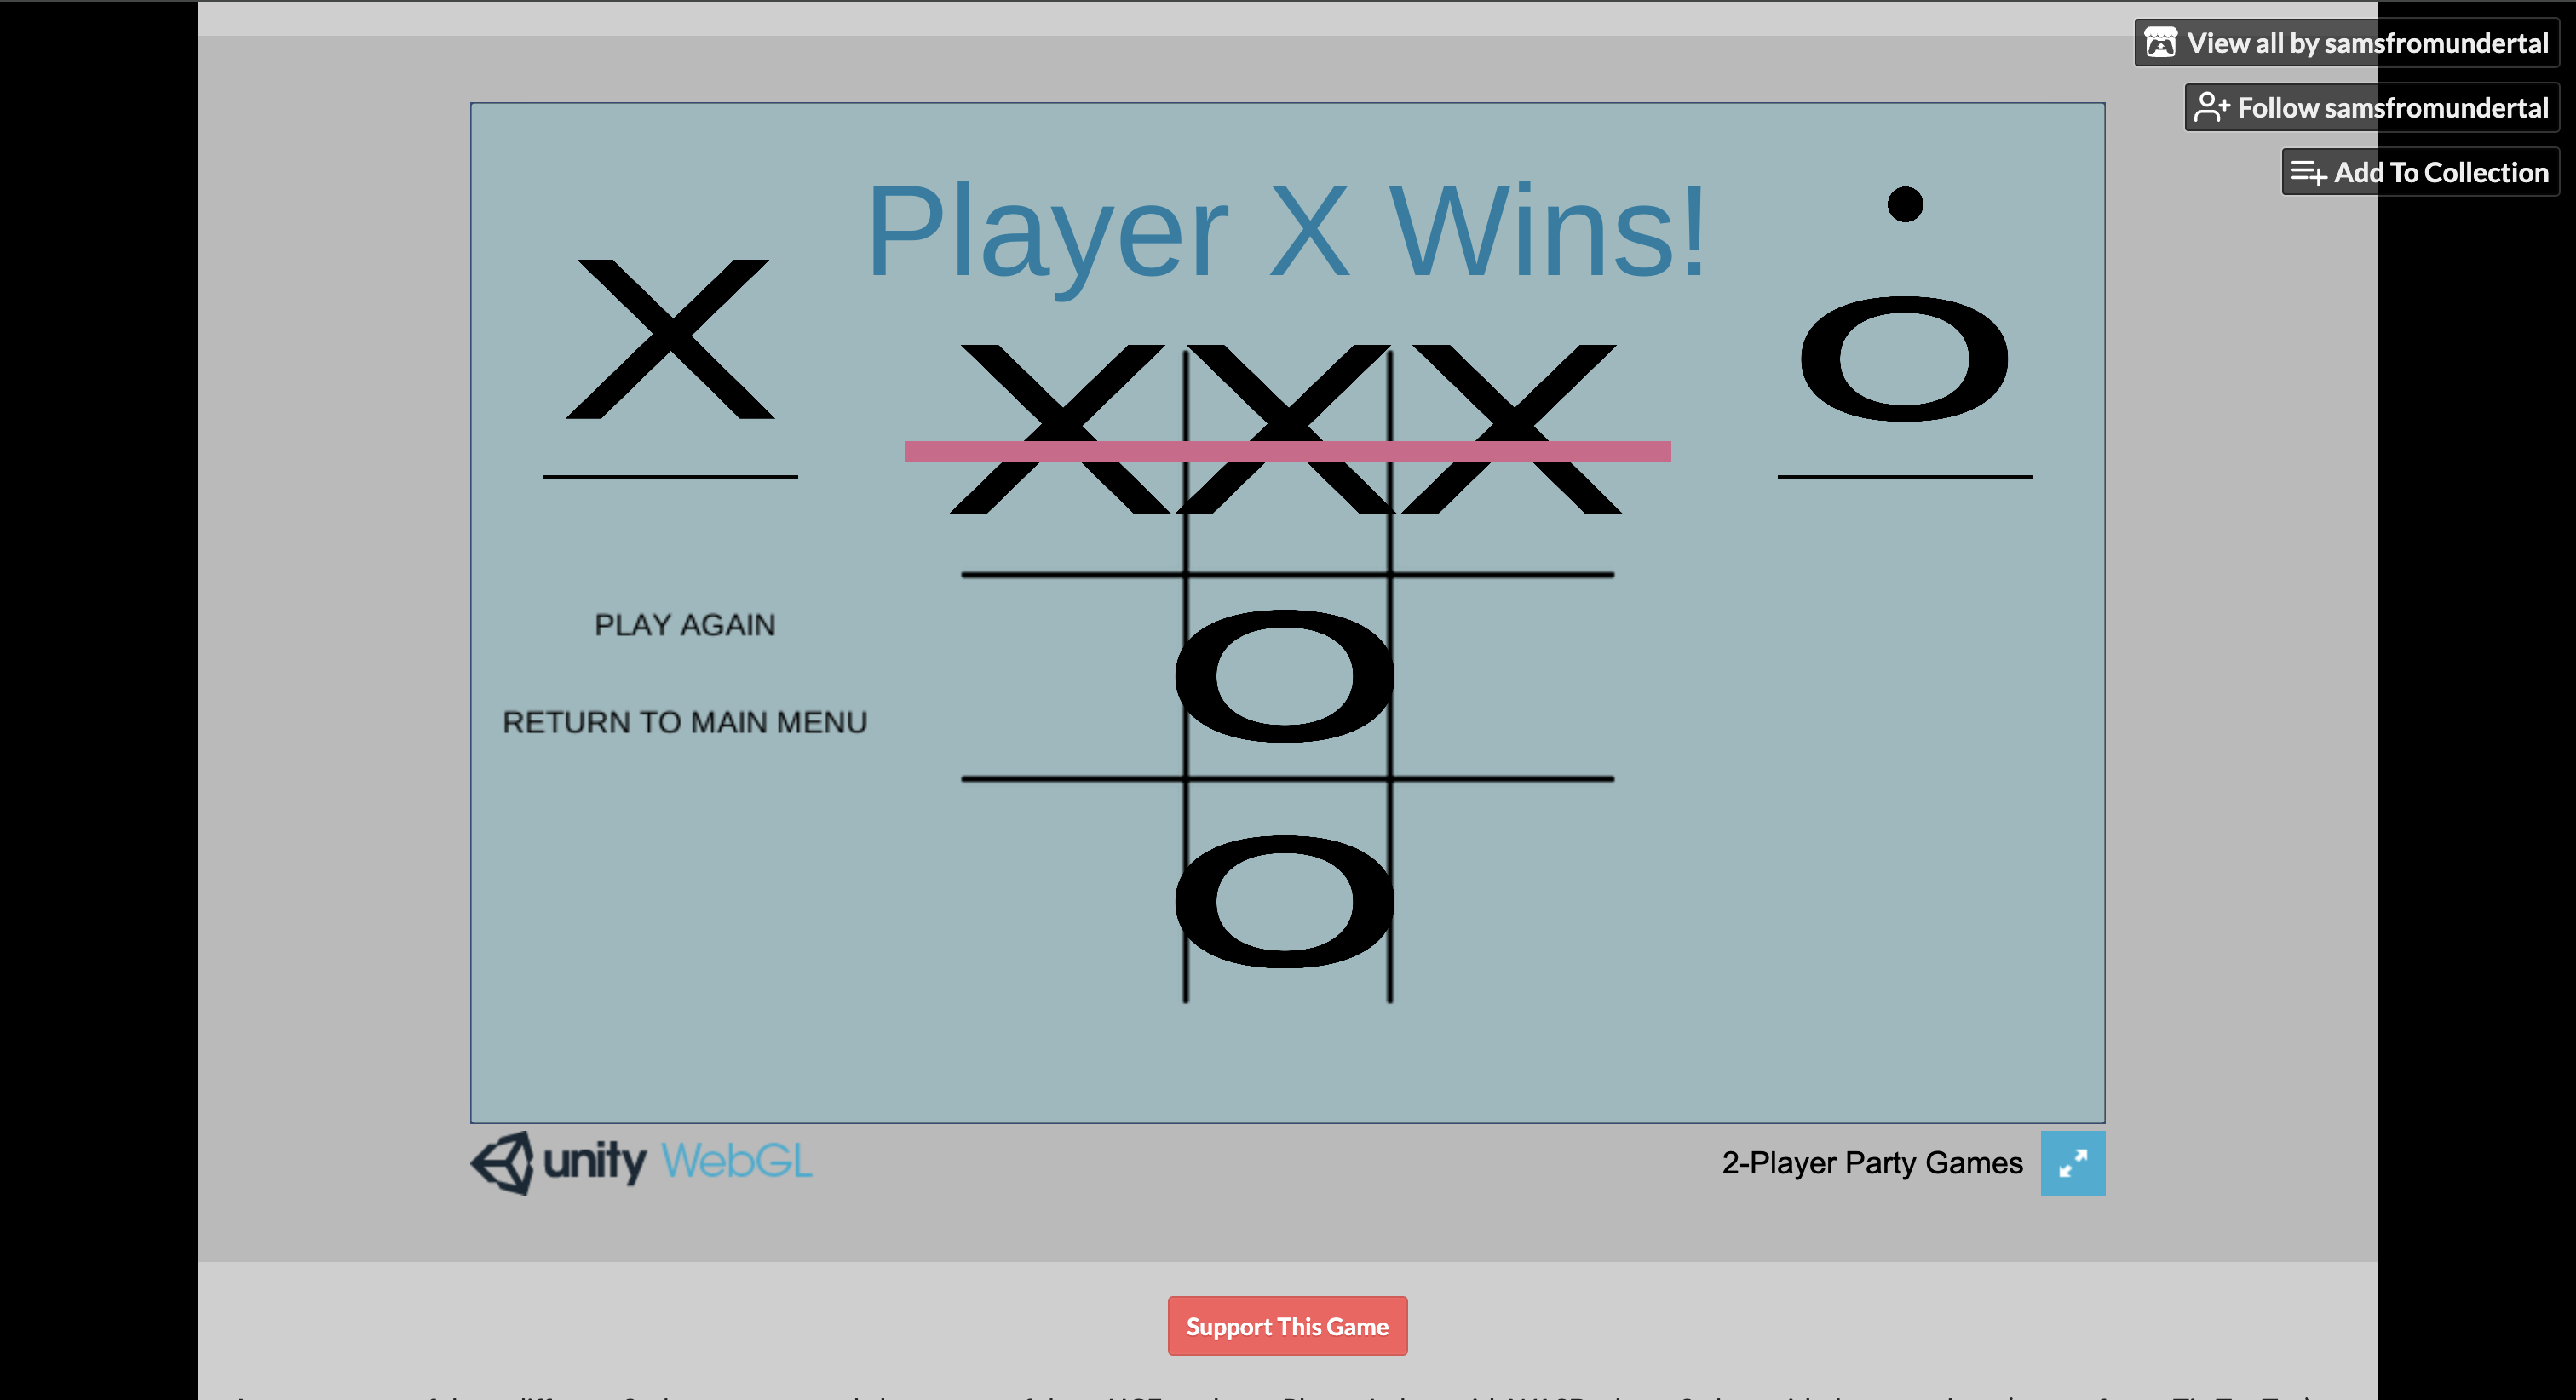 View all by samsfromundertal
Follow samsfromundertal
Add To Collection
Player X Wins!
X
O
X X X
O
O
PLAY AGAIN
RETURN TO MAIN MENU
unity WebGL
2-Player Party Games
Support This Game